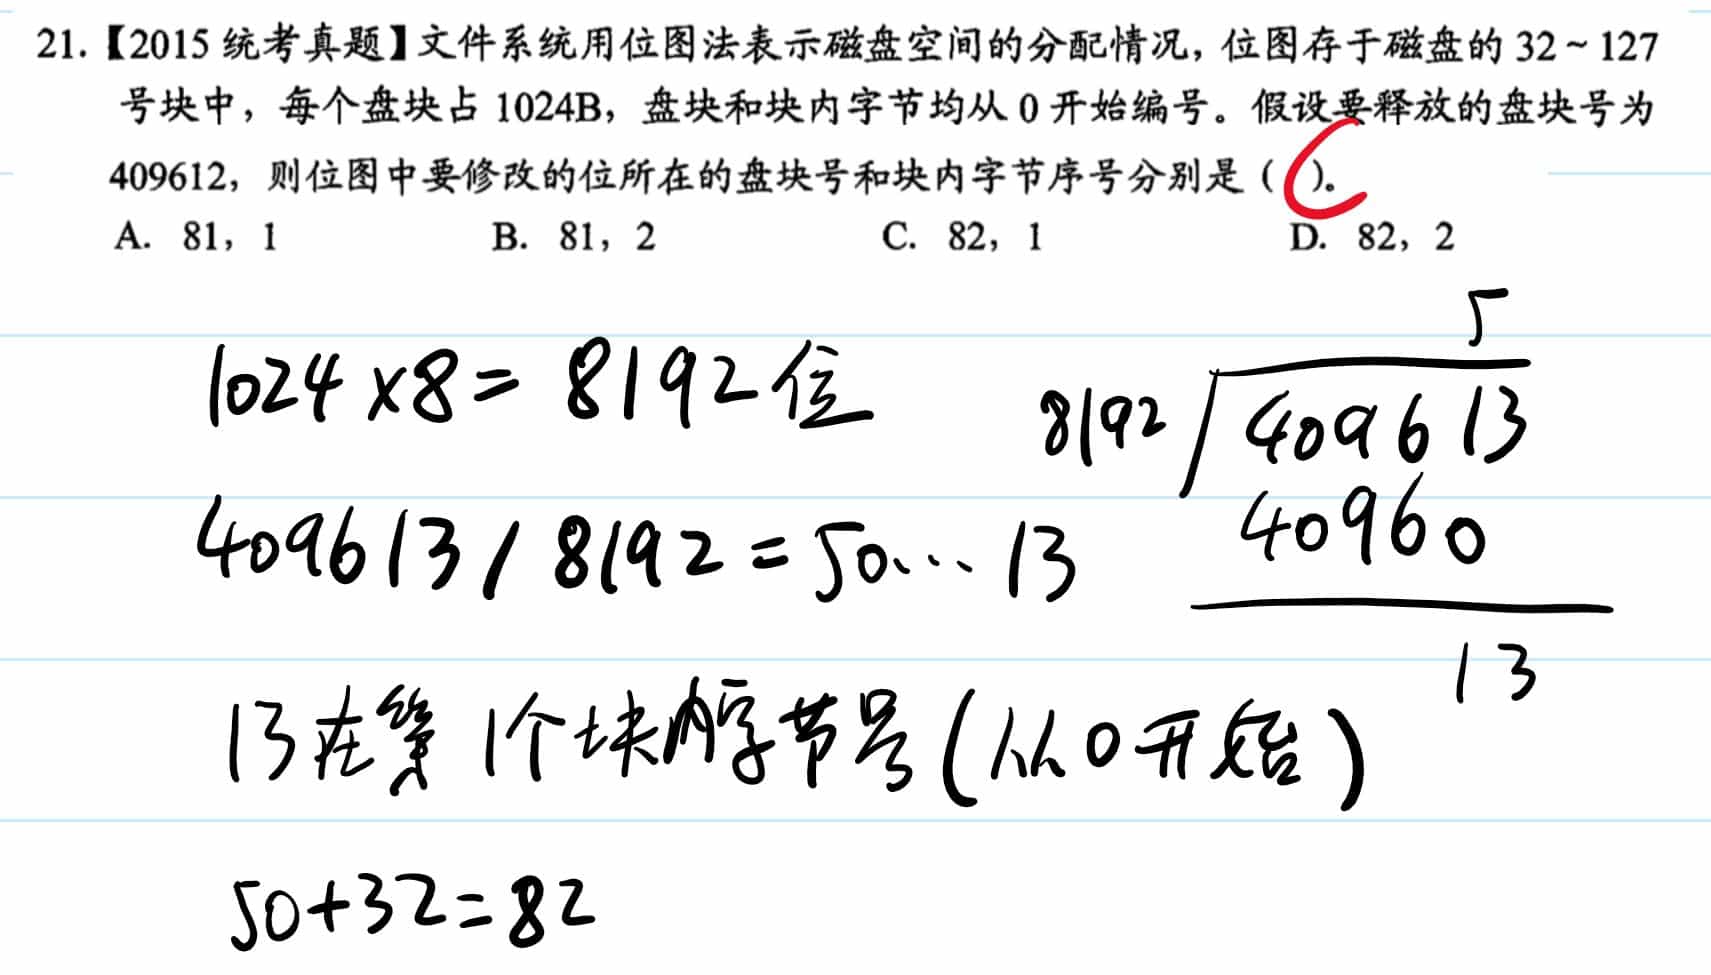 21.【2015 统考真题】文件系统用位图法表示磁盘空间的分配情况，位图存于磁盘的 32 ~ 127
号块中，每个盘块占 1024B，盘块和块内字节均从 0 开始编号。假设要释放的盘块号为
409612，则位图中要修改的位所在的盘块号和块内字节序号分别是（ C ）。
A. 81，1 B. 81，2 C. 82，1 D. 82，2
1024×8=8192位
409613/8192=50...13
13在第1个块内字节号(从0开始)
50+32=82
5
8192 409613
40960
13